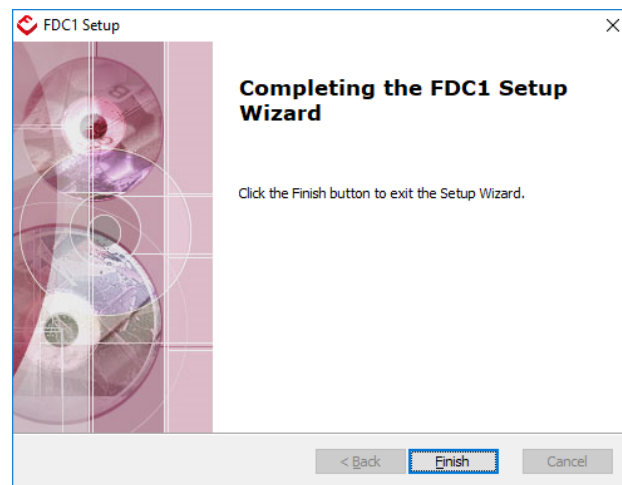 FDC1 Setup
Completing the FDC1 Setup
Wizard
Click the Finish button to exit the Setup Wizard.
< Back
Finish
Cancel